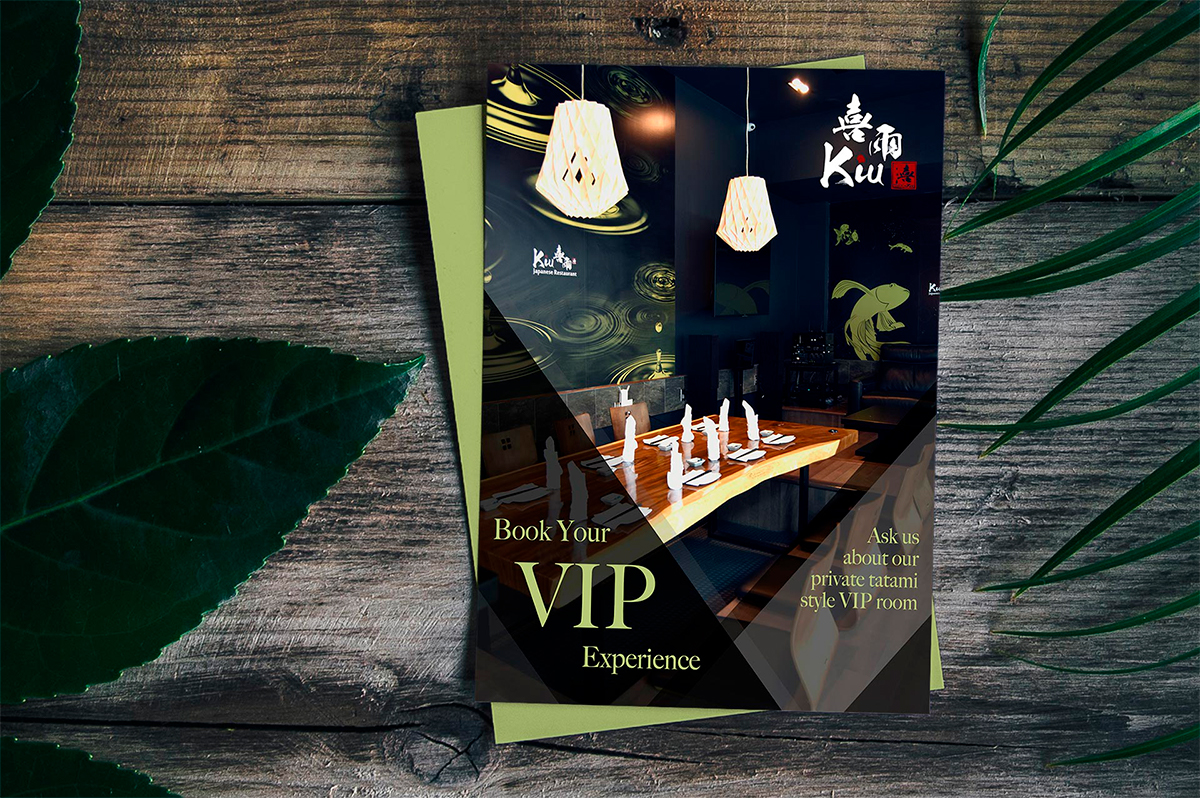 喜雨
Kiu
Kiu 喜雨
Japanese Restaurant
Book Your
VIP
Experience
Ask us
about our
private tatami
style VIP room